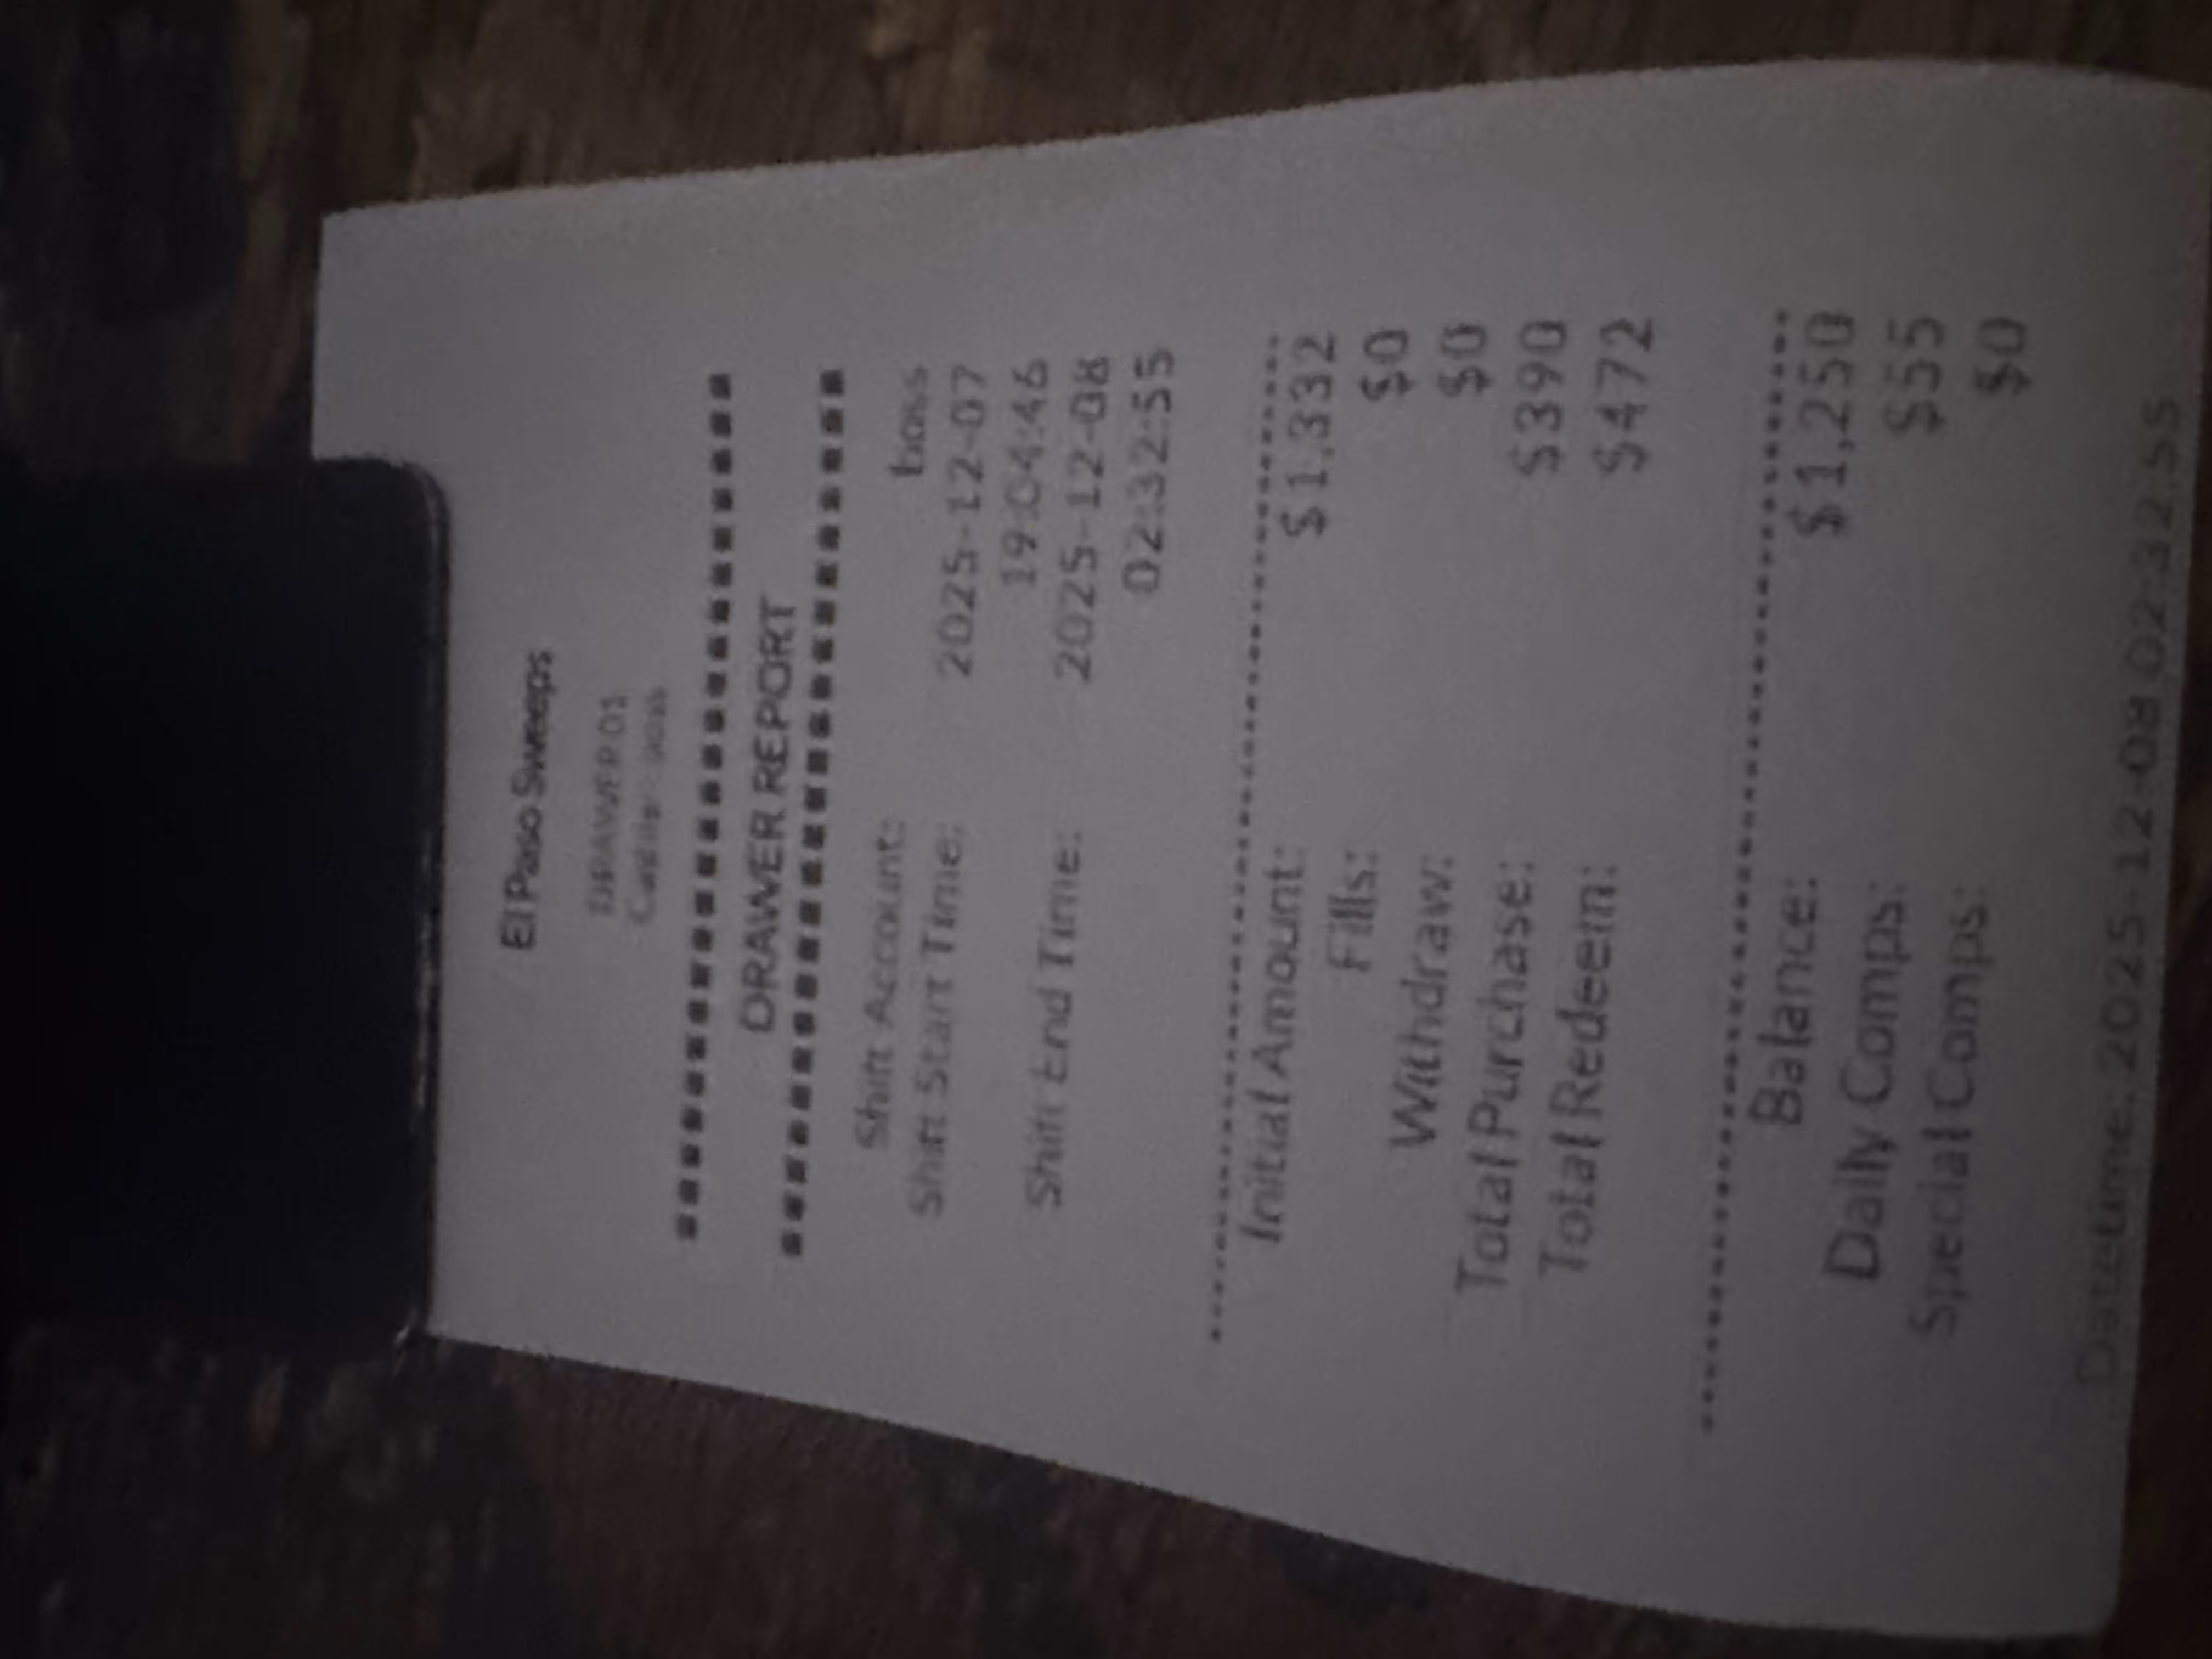 El Paso Sweeps
DRAWER 01
DRAWER REPORT
Shift Account: boss
Shift Start Time: 2025-12-07
19:04:46
Shift End Time: 2025-12-08
02:32:55
Initial Amount: $1,332
Fills: $0
Withdraw: $0
Total Purchase: $390
Total Redeem: $472
Balance: $1,250
Daily Comps: $55
Special Comps: $0
Datetime: 2025-12-08 02:32:55